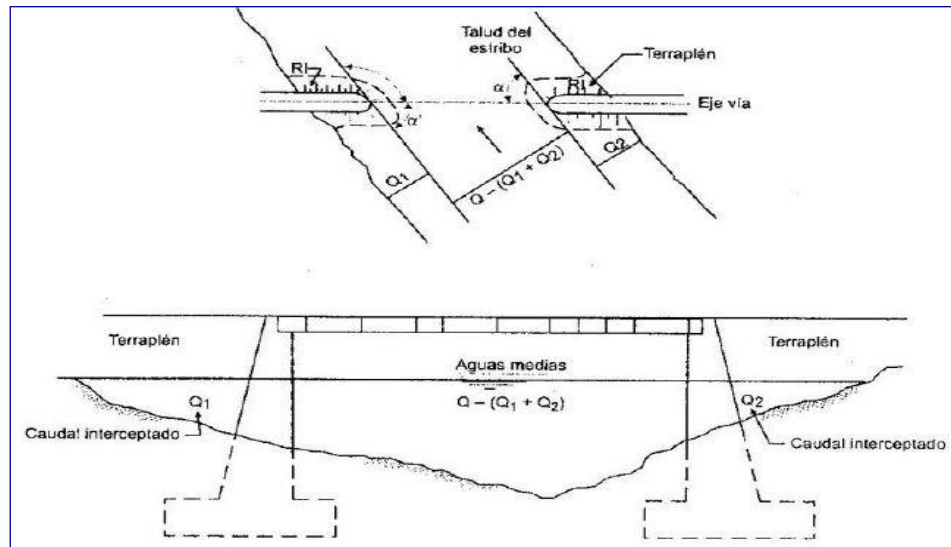 Talud del
estribo
Terraplén
RI
RI
α'
α
Eje vía
Q1
Q – (Q1 + Q2)
Q2
Terraplén
Terraplén
Aguas medias
Q1
Q – (Q1 + Q2)
Q2
Caudal interceptado
Caudal interceptado